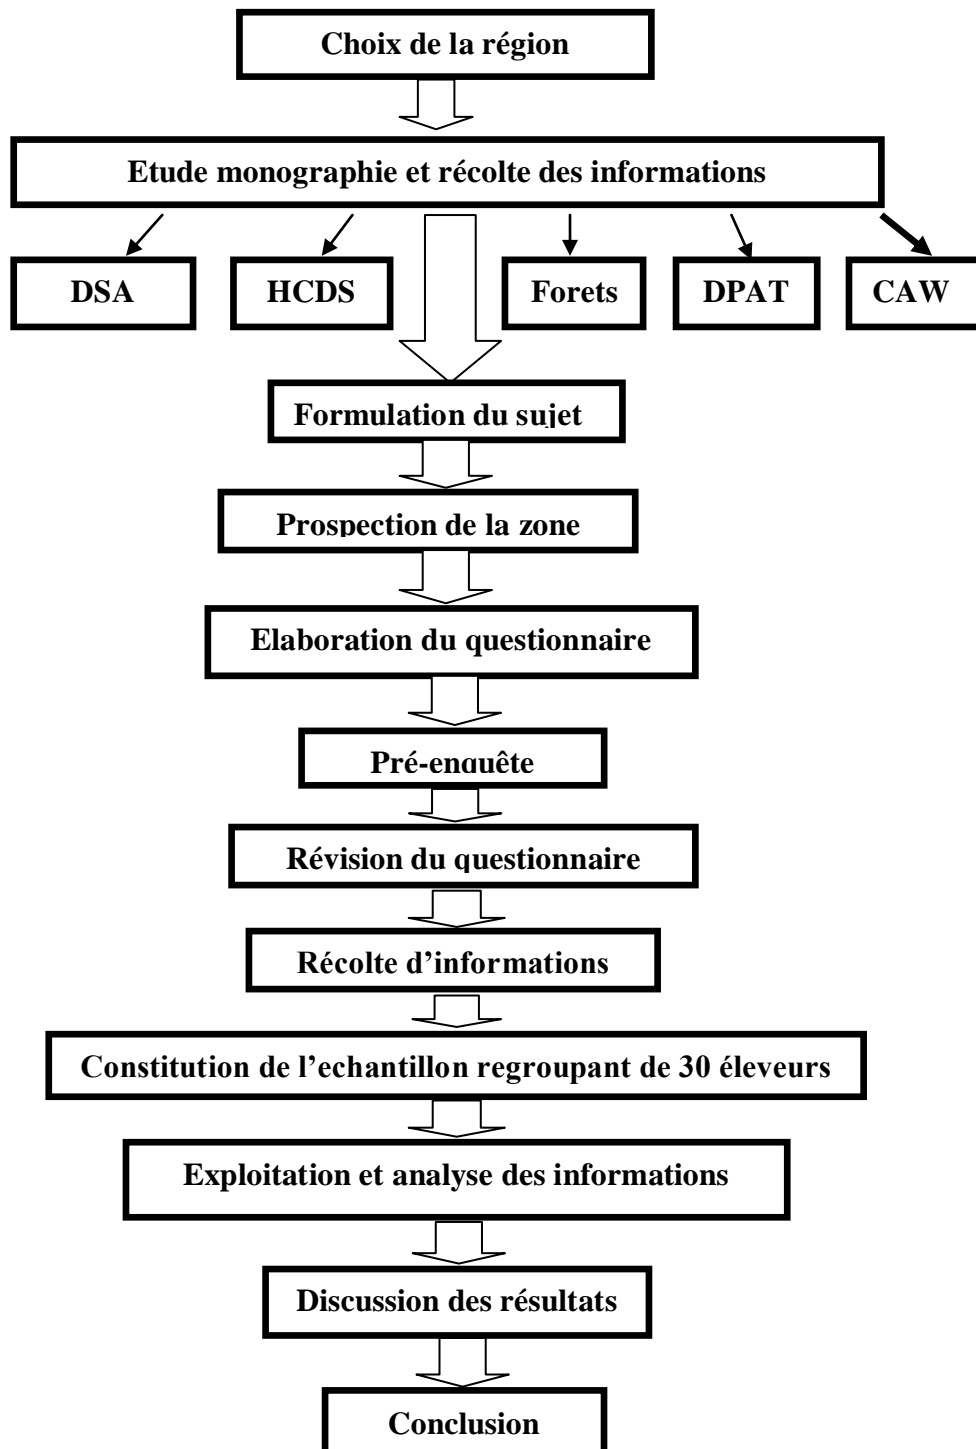 Choix de la région
Etude monographie et récolte des informations
DSA
HCDS
Forets
DPAT
CAW
Formulation du sujet
Prospection de la zone
Elaboration du questionnaire
Pré-enquête
Révision du questionnaire
Récolte d’informations
Constitution de l’echantillon regroupant de 30 éleveurs
Exploitation et analyse des informations
Discussion des résultats
Conclusion